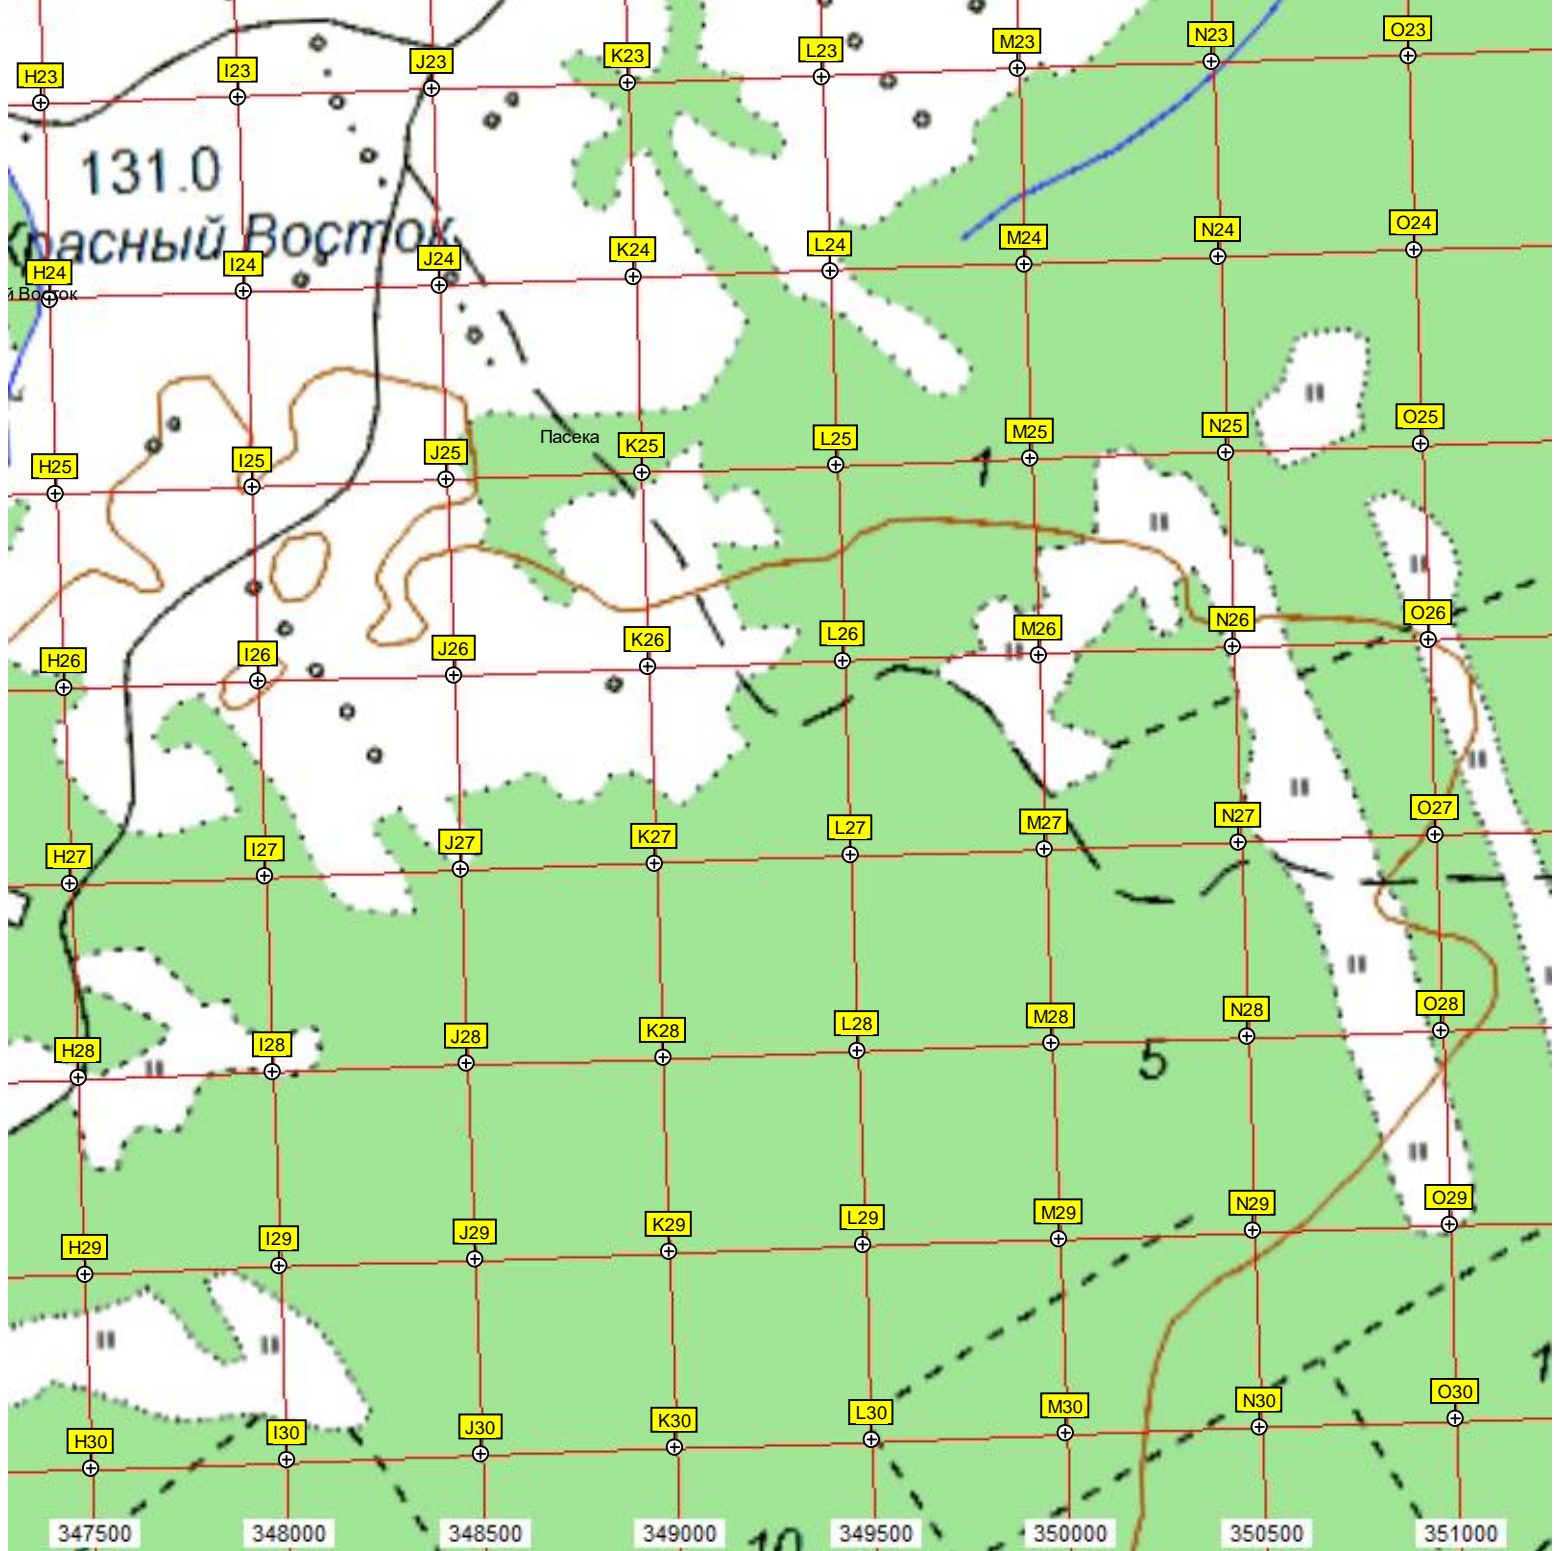 H23 I23 J23 K23 L23 M23 N23 O23
131.0
Красный Восток
H24 I24 J24 K24 L24 M24 N24 O24
й Восток
Пасека
H25 I25 J25 K25 L25 M25 N25 O25
1
H26 I26 J26 K26 L26 M26 N26 O26
H27 I27 J27 K27 L27 M27 N27 O27
H28 I28 J28 K28 L28 M28 N28 O28
5
H29 I29 J29 K29 L29 M29 N29 O29
H30 I30 J30 K30 L30 M30 N30 O30
10
347500 348000 348500 349000 349500 350000 350500 351000